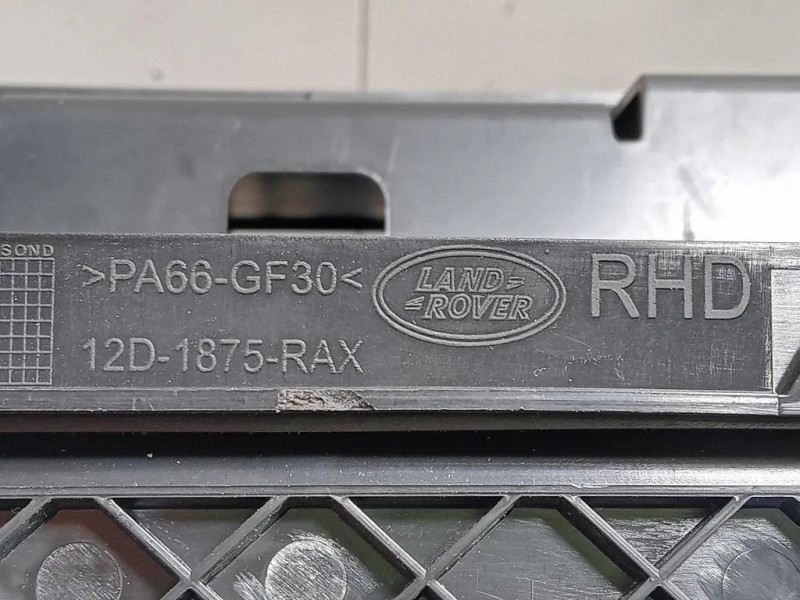 SOND
>PA66-GF30<
LAND
ROVER
RHD
12D-1875-RAX